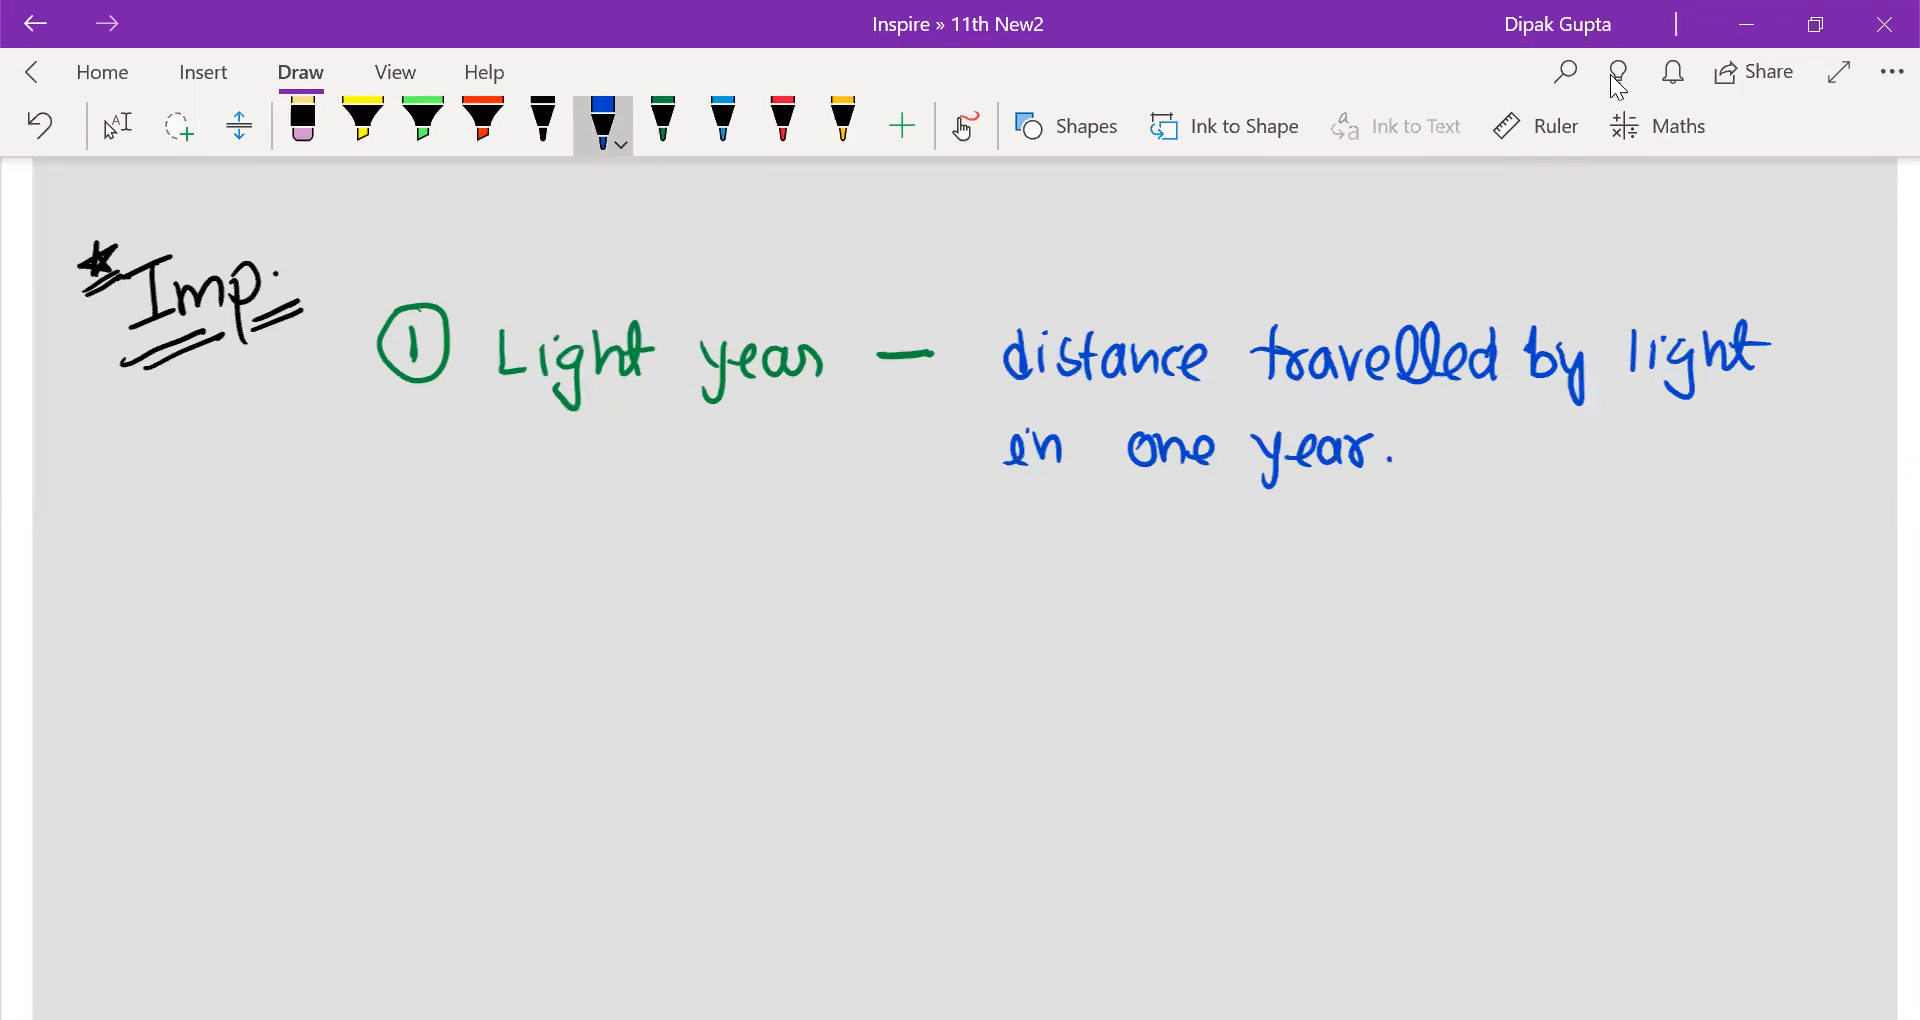 Inspire » 11th New2
Dipak Gupta
Home Insert Draw View Help
Share
Shapes Ink to Shape Ink to Text Ruler Maths
* Imp.
① Light year — distance travelled by light
in one year.